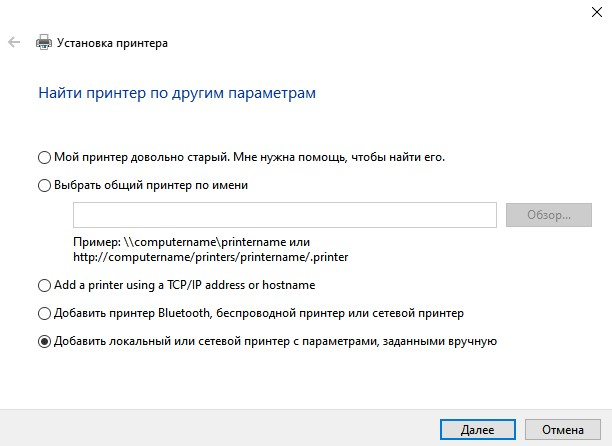 Установка принтера
Найти принтер по другим параметрам
Мой принтер довольно старый. Мне нужна помощь, чтобы найти его.
Выбрать общий принтер по имени
Обзор...
Пример: \\computername\printername или
http://computername/printers/printername/.printer
Add a printer using a TCP/IP address or hostname
Добавить принтер Bluetooth, беспроводной принтер или сетевой принтер
Добавить локальный или сетевой принтер с параметрами, заданными вручную
Далее
Отмена